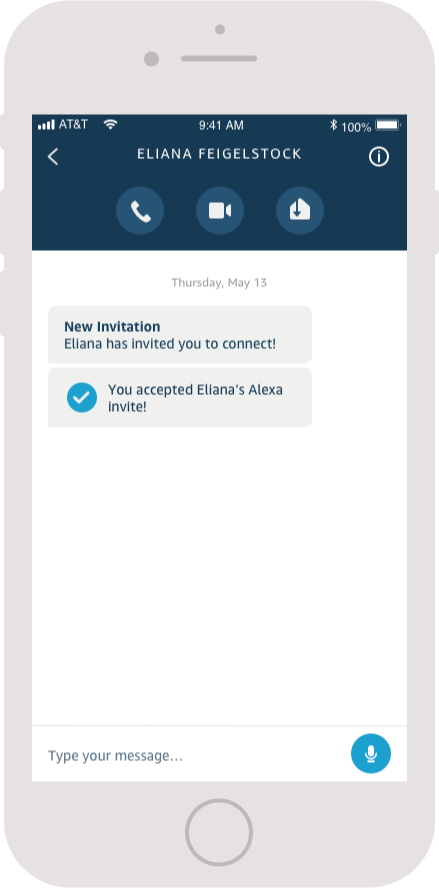 AT&T 9:41 AM 100%
ELIANA FEIGELSTOCK
Thursday, May 13
New Invitation
Eliana has invited you to connect!
You accepted Eliana’s Alexa
invite!
Type your message...